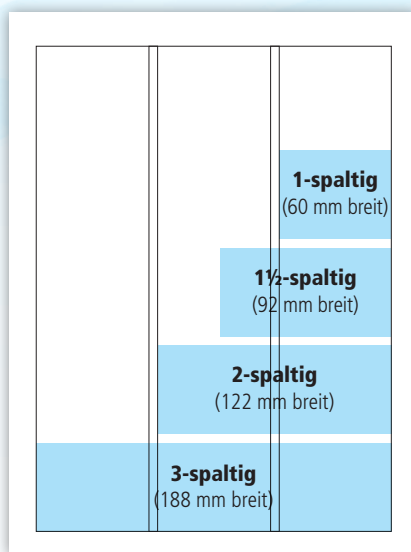 1-spaltig
(60 mm breit)
1½-spaltig
(92 mm breit)
2-spaltig
(122 mm breit)
3-spaltig
(188 mm breit)